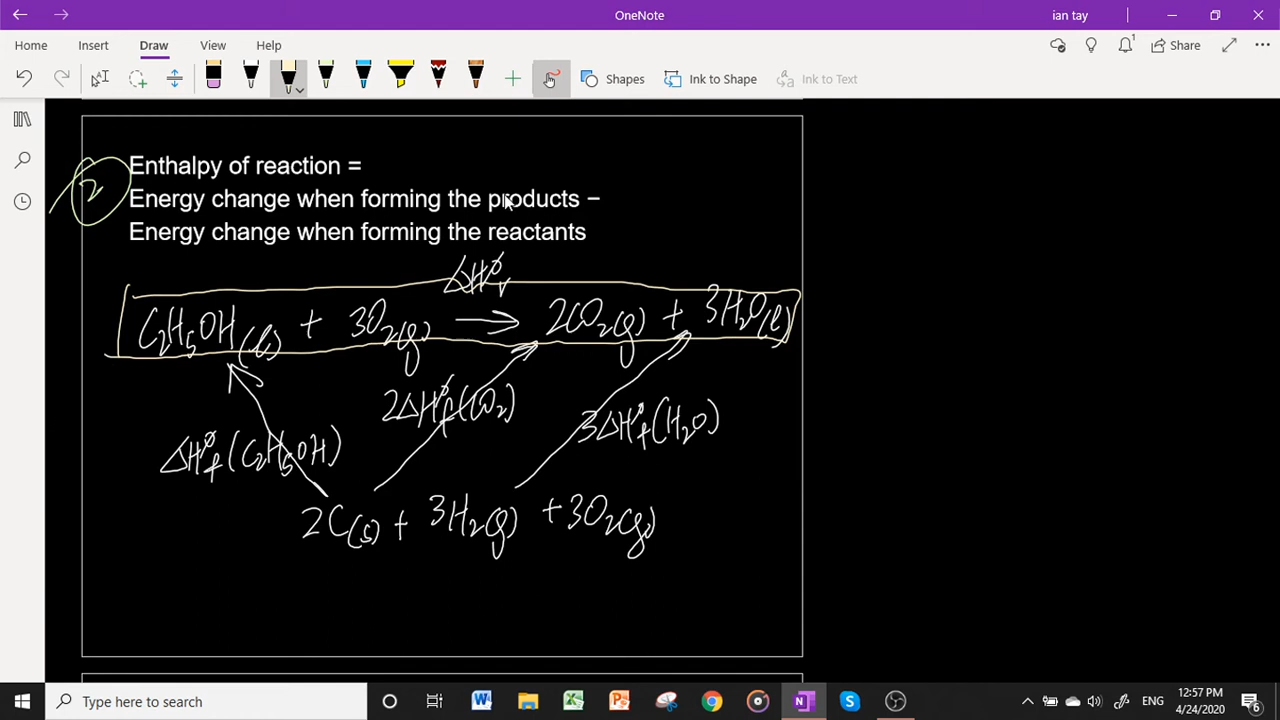 OneNote
ian tay
Home Insert Draw View Help
Share
Shapes
Ink to Shape
Ink to Text
2
Enthalpy of reaction =
Energy change when forming the products −
Energy change when forming the reactants
ΔH°r
C2H5OH(l) + 3O2(g) → 2CO2(g) + 3H2O(l)
2ΔH°f(CO2)
3ΔH°f(H2O)
ΔH°f(C2H5OH)
2C(s) + 3H2(g) + 3O2(g)
Type here to search
ENG
12:57 PM
4/24/2020
6